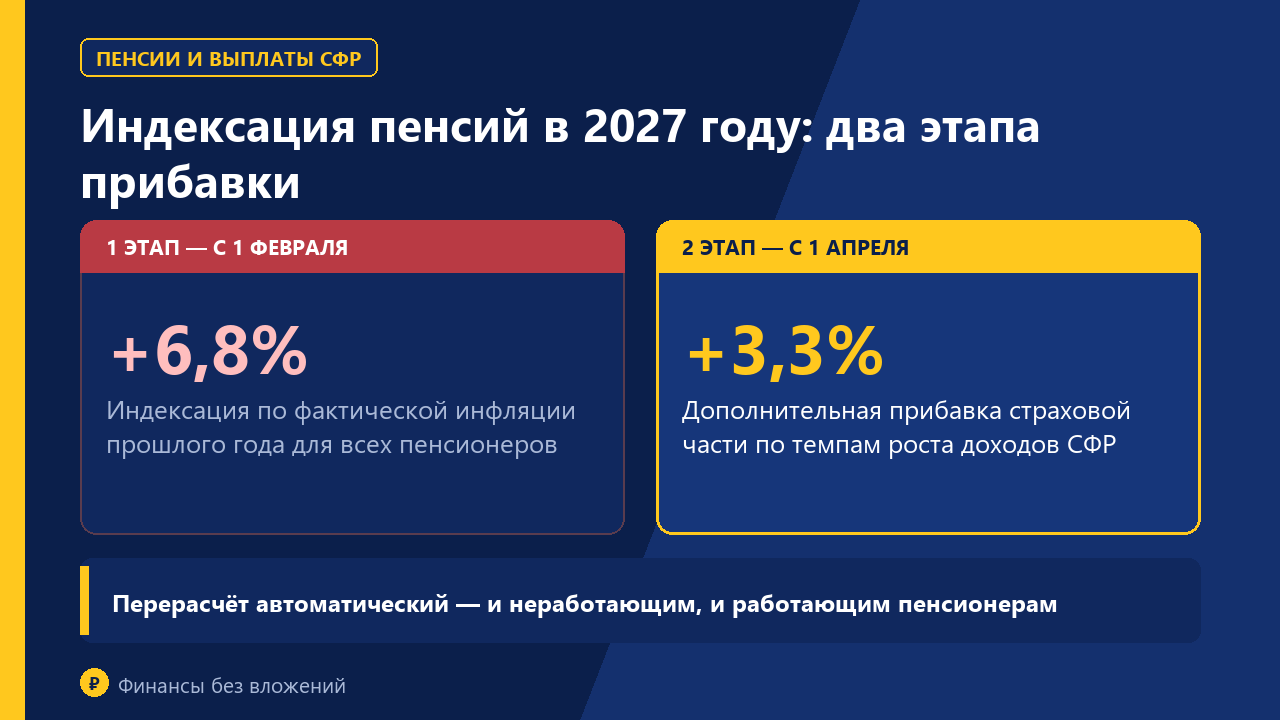 ПЕНСИИ И ВЫПЛАТЫ СФР
Индексация пенсий в 2027 году: два этапа
прибавки
1 ЭТАП — С 1 ФЕВРАЛЯ
+6,8%
Индексация по фактической инфляции
прошлого года для всех пенсионеров
2 ЭТАП — С 1 АПРЕЛЯ
+3,3%
Дополнительная прибавка страховой
части по темпам роста доходов СФР
Перерасчёт автоматический — и неработающим, и работающим пенсионерам
₽ Финансы без вложений